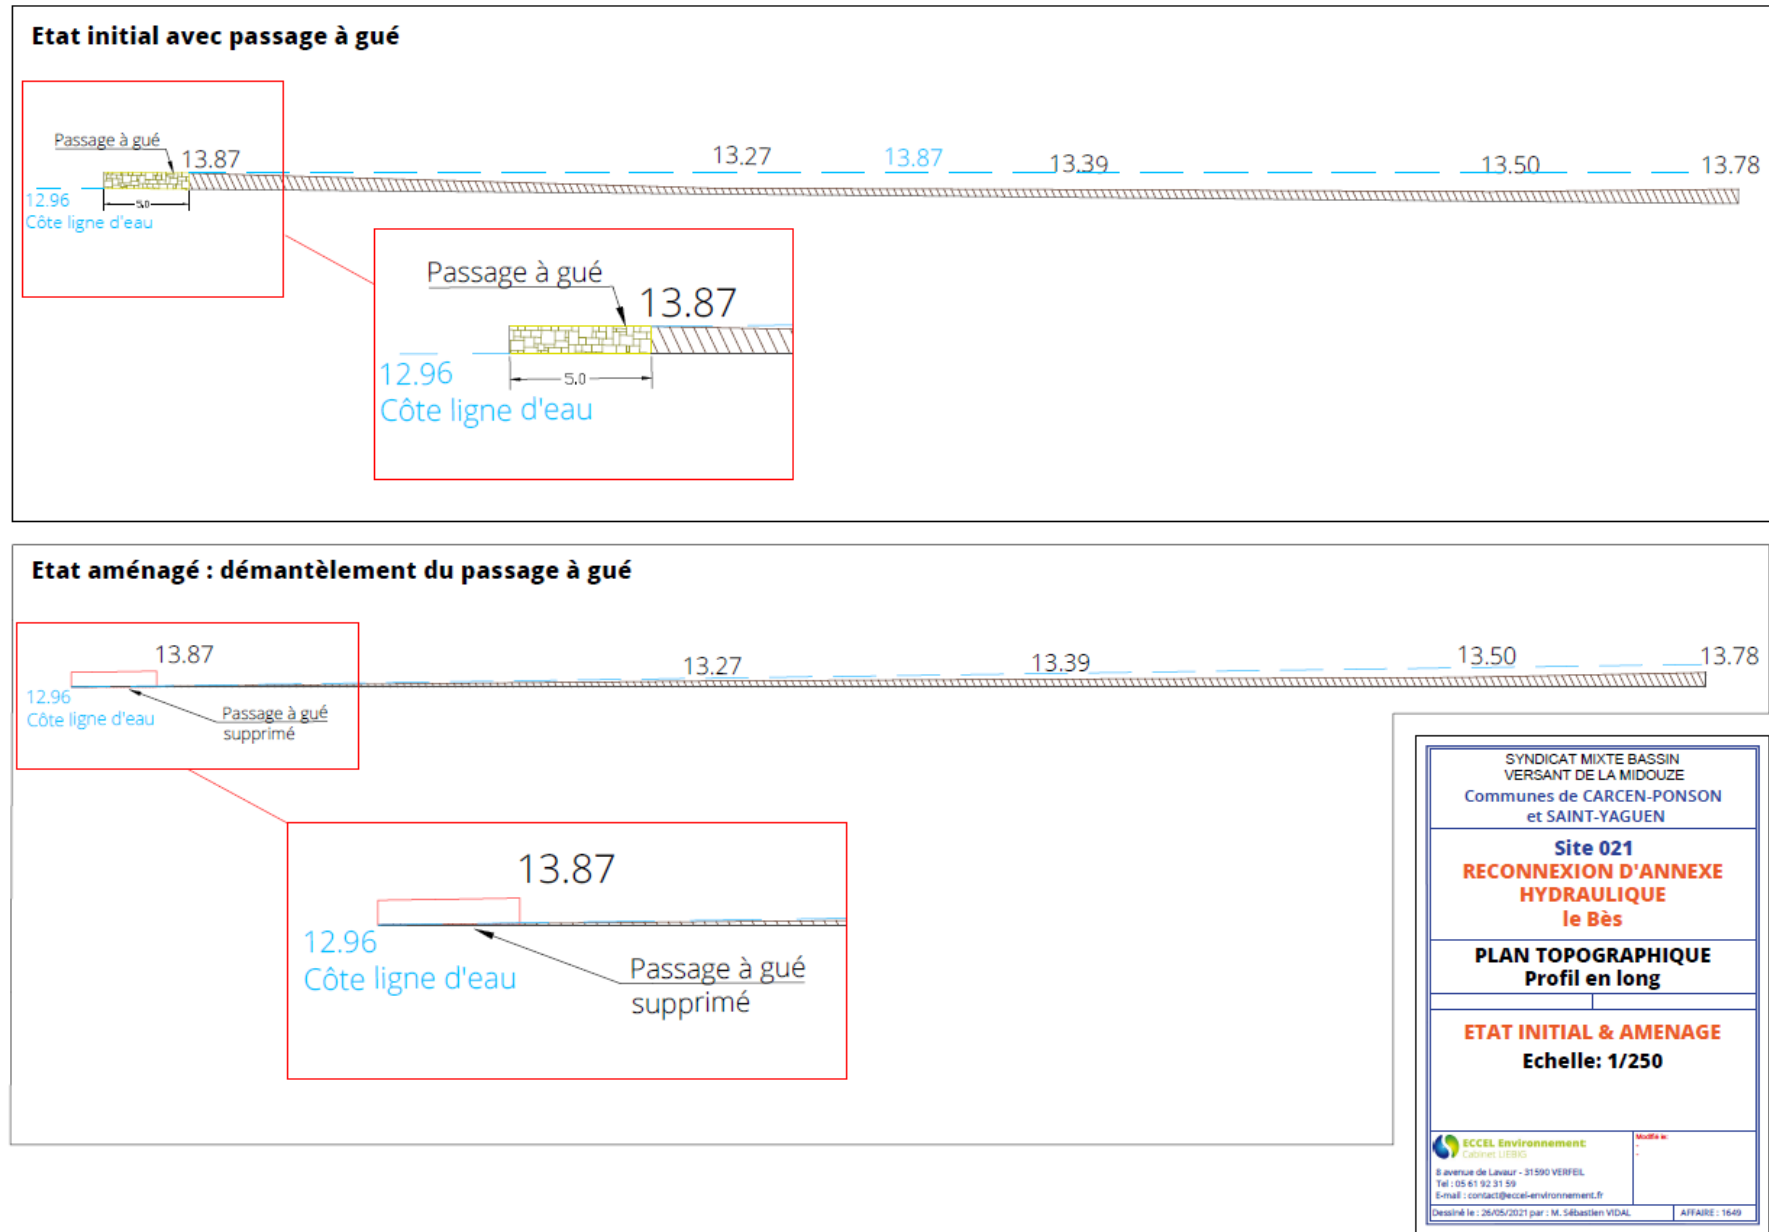 Etat initial avec passage à gué
Passage à gué
13.87
13.27
13.87
13.39
13.50
13.78
12.96
Côte ligne d'eau
5.0
Passage à gué
13.87
12.96
Côte ligne d'eau
5.0
Etat aménagé : démantèlement du passage à gué
13.87
13.27
13.39
13.50
13.78
12.96
Côte ligne d'eau
Passage à gué
supprimé
13.87
12.96
Côte ligne d'eau
Passage à gué
supprimé
SYNDICAT MIXTE BASSIN
VERSANT DE LA MIDOUZE
Communes de CARCEN-PONSON
et SAINT-YAGUEN
Site 021
RECONNEXION D'ANNEXE
HYDRAULIQUE
le Bès
PLAN TOPOGRAPHIQUE
Profil en long
ETAT INITIAL & AMENAGE
Echelle: 1/250
ECCEL Environnement
Cabinet LIEBIG
8 avenue de Lavaur - 31590 VERFEIL
Tel : 05 61 92 31 59
E-mail : contact@eccel-environnement.fr
Modifié le:
-
-
Dessiné le : 26/05/2021 par : M. Sébastien VIDAL
AFFAIRE : 1649